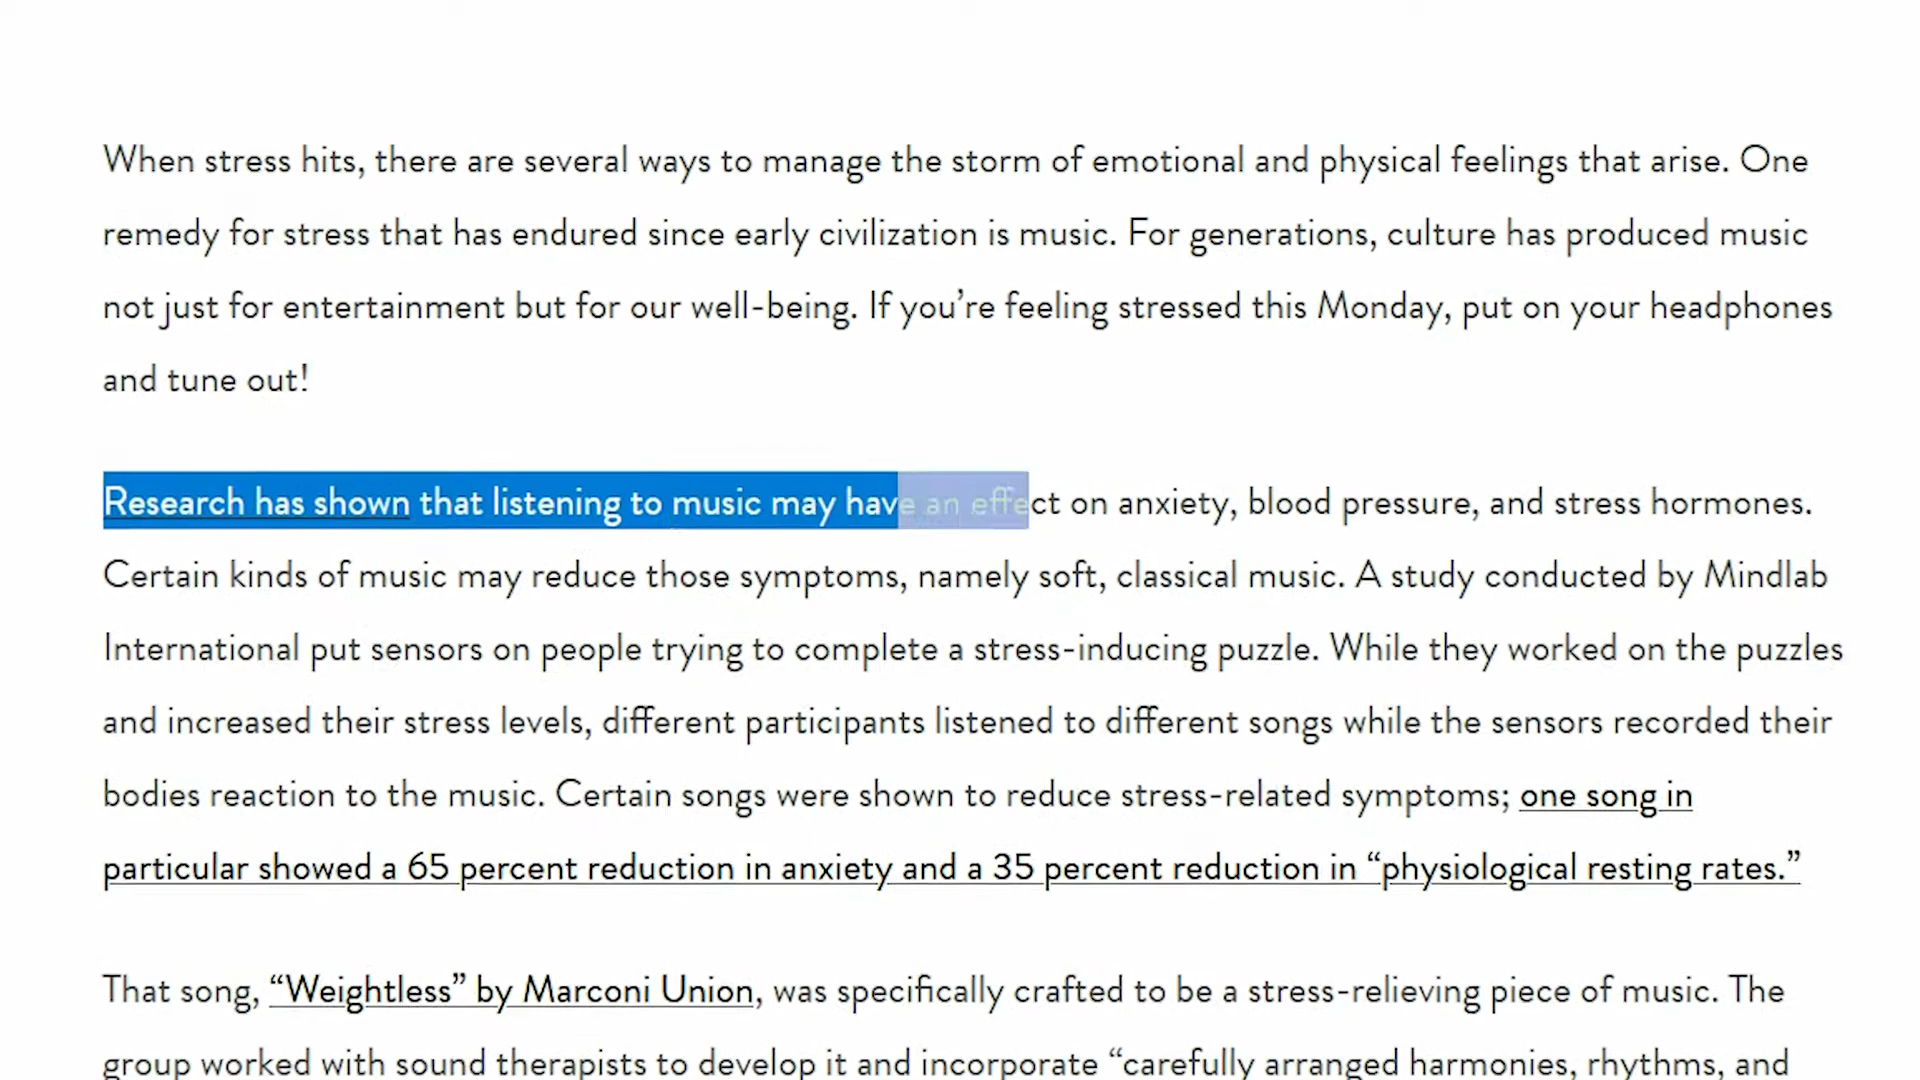 When stress hits, there are several ways to manage the storm of emotional and physical feelings that arise. One
remedy for stress that has endured since early civilization is music. For generations, culture has produced music
not just for entertainment but for our well-being. If you’re feeling stressed this Monday, put on your headphones
and tune out!
Research has shown that listening to music may have an effect on anxiety, blood pressure, and stress hormones.
Certain kinds of music may reduce those symptoms, namely soft, classical music. A study conducted by Mindlab
International put sensors on people trying to complete a stress-inducing puzzle. While they worked on the puzzles
and increased their stress levels, different participants listened to different songs while the sensors recorded their
bodies reaction to the music. Certain songs were shown to reduce stress-related symptoms; one song in
particular showed a 65 percent reduction in anxiety and a 35 percent reduction in “physiological resting rates.”
That song, “Weightless” by Marconi Union, was specifically crafted to be a stress-relieving piece of music. The
group worked with sound therapists to develop it and incorporate “carefully arranged harmonies, rhythms, and